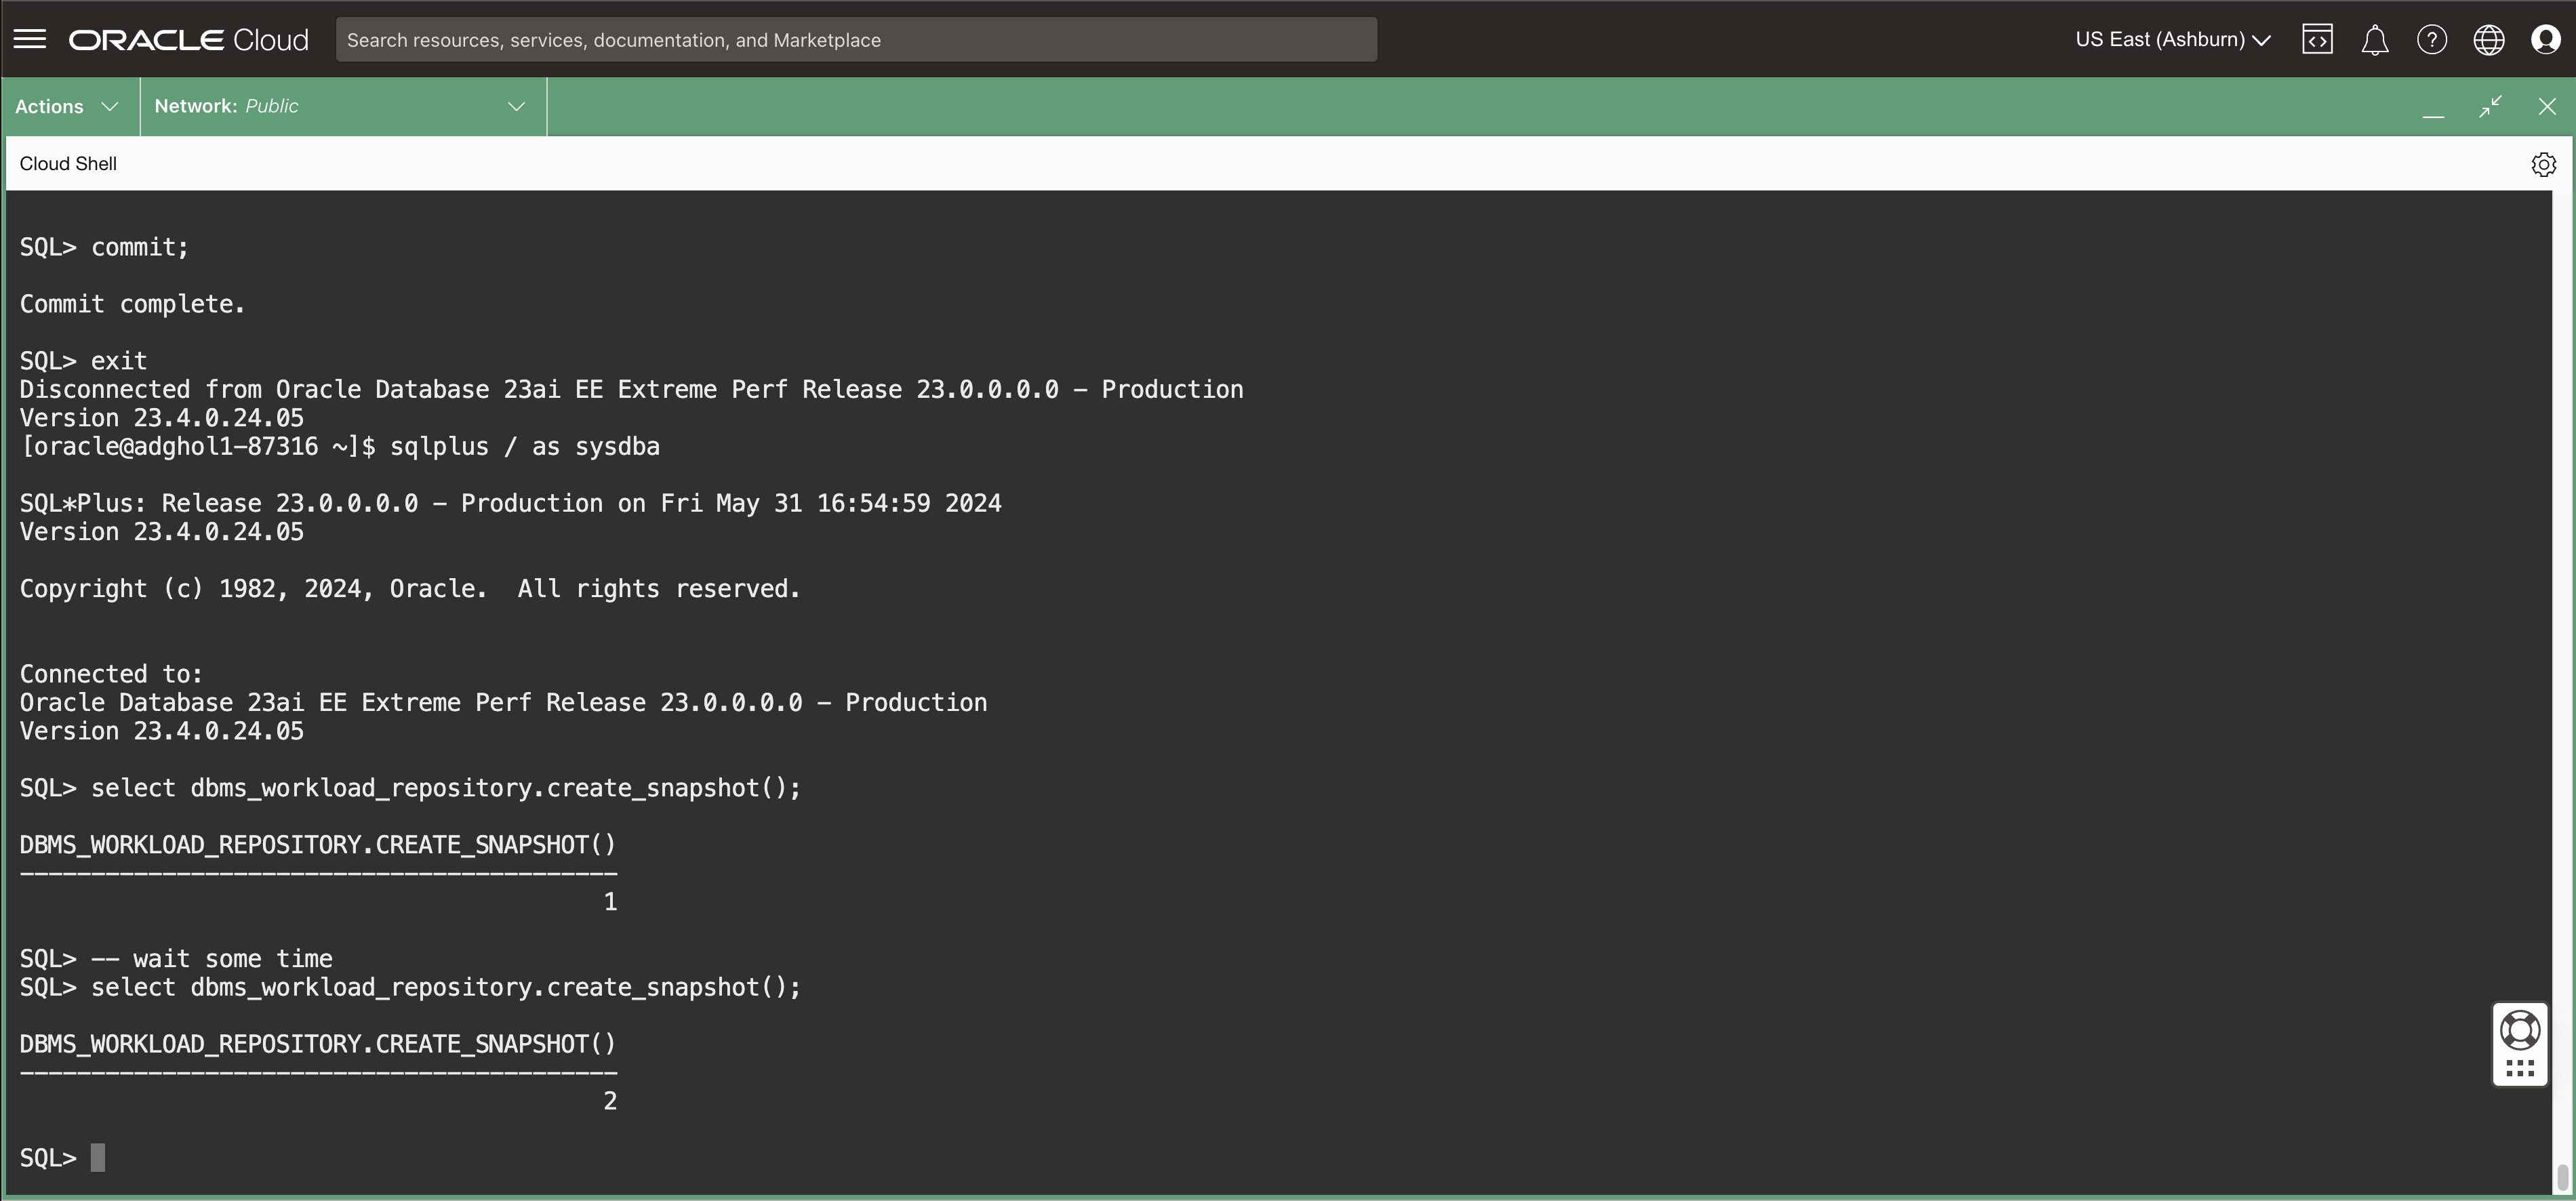 ORACLE Cloud
Search resources, services, documentation, and Marketplace
US East (Ashburn)
Actions
Network: Public
Cloud Shell
SQL> commit;
Commit complete.
SQL> exit
Disconnected from Oracle Database 23ai EE Extreme Perf Release 23.0.0.0.0 - Production
Version 23.4.0.24.05
[oracle@adghol1-87316 ~]$ sqlplus / as sysdba
SQL*Plus: Release 23.0.0.0.0 - Production on Fri May 31 16:54:59 2024
Version 23.4.0.24.05
Copyright (c) 1982, 2024, Oracle.  All rights reserved.
Connected to:
Oracle Database 23ai EE Extreme Perf Release 23.0.0.0.0 - Production
Version 23.4.0.24.05
SQL> select dbms_workload_repository.create_snapshot();
DBMS_WORKLOAD_REPOSITORY.CREATE_SNAPSHOT()
------------------------------------------
1
SQL> -- wait some time
SQL> select dbms_workload_repository.create_snapshot();
DBMS_WORKLOAD_REPOSITORY.CREATE_SNAPSHOT()
------------------------------------------
2
SQL>